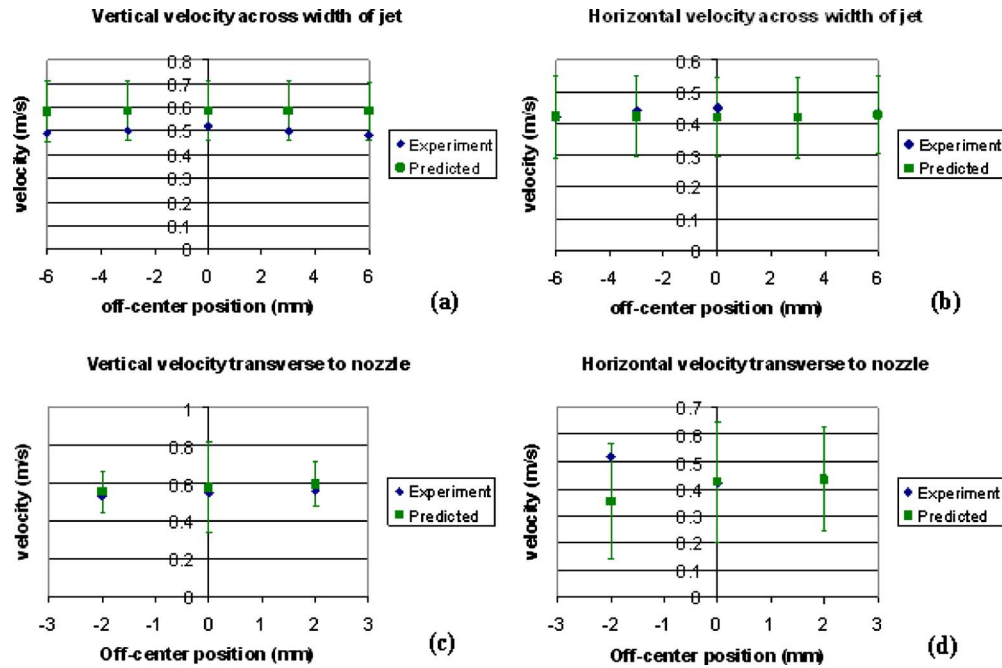 Vertical velocity across width of jet
velocity (m/s)
0.8
0.7
0.6
0.5
0.4
0.3
0.2
0.1
0
-6 -4 -2 0 2 4 6
off-center position (mm)
Experiment
Predicted
(a)
Horizontal velocity across width of jet
velocity (m/s)
0.6
0.5
0.4
0.3
0.2
0.1
0
-6 -4 -2 0 2 4 6
off-center position (mm)
Experiment
Predicted
(b)
Vertical velocity transverse to nozzle
velocity (m/s)
1
0.8
0.6
0.4
0.2
0
-3 -2 -1 0 1 2 3
Off-center position (mm)
Experiment
Predicted
(c)
Horizontal velocity transverse to nozzle
velocity (m/s)
0.7
0.6
0.5
0.4
0.3
0.2
0.1
0
-3 -2 -1 0 1 2 3
Off-center position (mm)
Experiment
Predicted
(d)